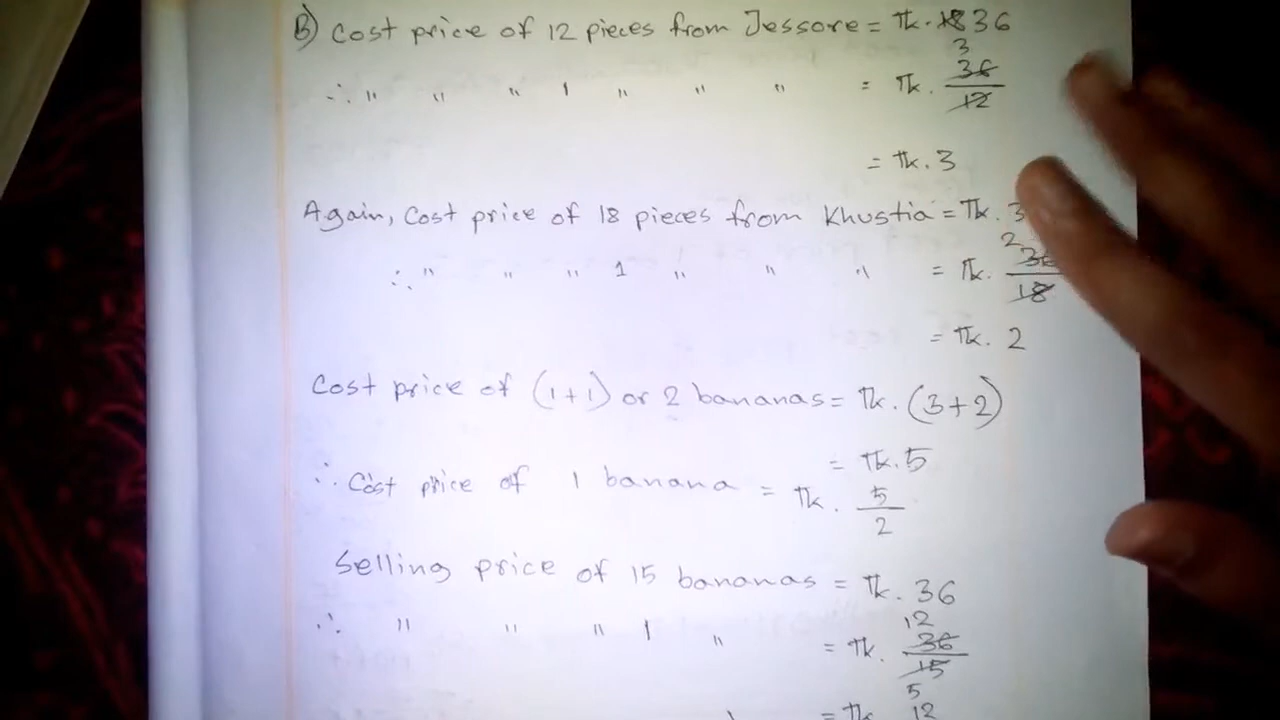 B) Cost price of 12 pieces from Jessore = Tk. 18 36
∴ " " " 1 " " " = Tk. 3 36/12
= Tk. 3
Again, Cost price of 18 pieces from Khustia = Tk. 3
∴ " " " 1 " " " = Tk. 2 36/18
= Tk. 2
Cost price of (1+1) or 2 bananas = Tk. (3+2)
= Tk. 5
∴ Cost price of 1 banana = Tk. 5/2
Selling price of 15 bananas = Tk. 36
∴ " " " 1 " = Tk. 12 36/15 5
= Tk. 12